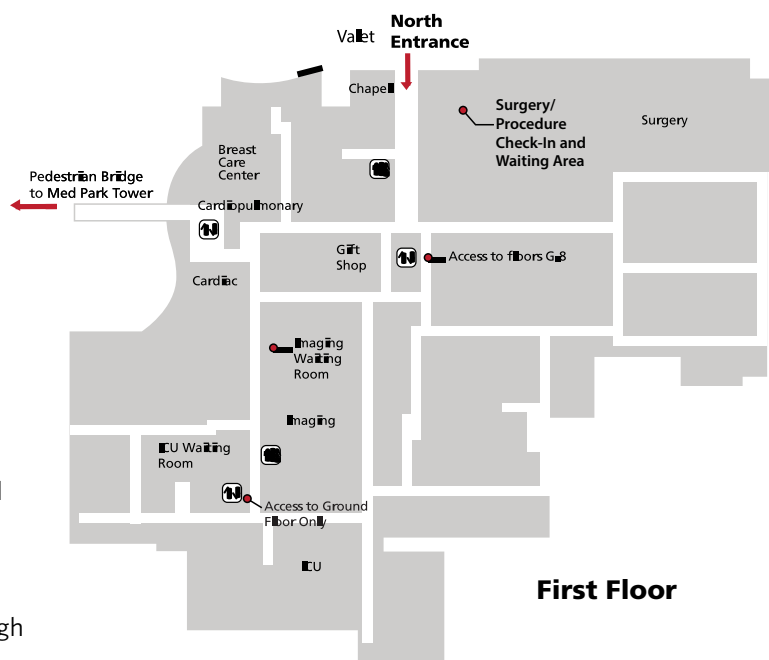 North
Entrance
Valet
Chapel
Surgery/
Procedure
Check-In and
Waiting Area
Surgery
Breast
Care
Center
Pedestrian Bridge
to Med Park Tower
Cardiopulmonary
Gift
Shop
Access to floors G-8
Cardiac
Imaging
Waiting
Room
Imaging
ICU Waiting
Room
Access to Ground
Floor Only
ICU
First Floor
gh